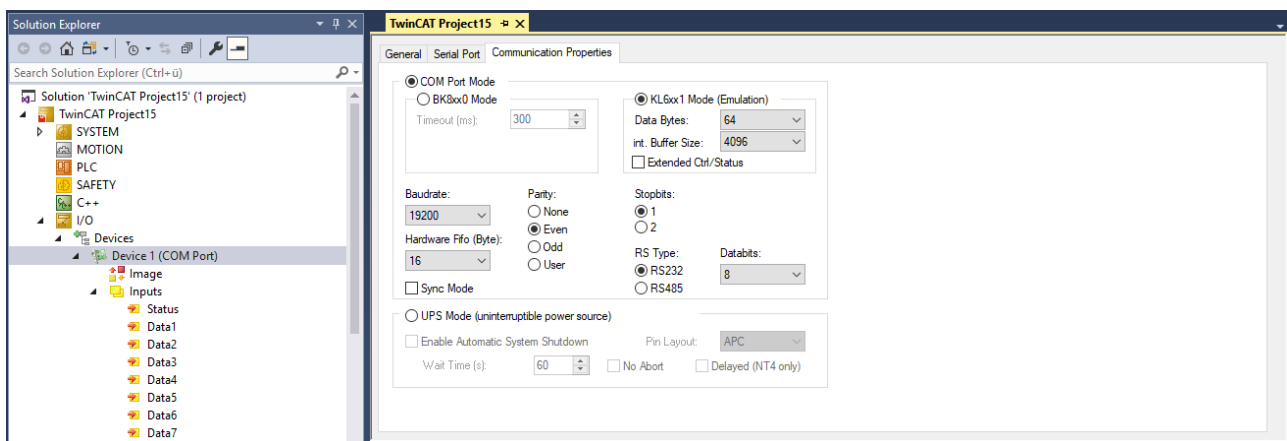 Solution Explorer
Search Solution Explorer (Ctrl+ü)
Solution 'TwinCAT Project15' (1 project)
TwinCAT Project15
SYSTEM
MOTION
PLC
SAFETY
C++
I/O
Devices
Device 1 (COM Port)
Image
Inputs
Status
Data1
Data2
Data3
Data4
Data5
Data6
Data7
TwinCAT Project15
General Serial Port Communication Properties
COM Port Mode
BK8xx0 Mode
Timeout (ms): 300
KL6xx1 Mode (Emulation)
Data Bytes: 64
int. Buffer Size: 4096
Extended Ctrl/Status
Baudrate:
19200
Hardware Fifo (Byte):
16
Sync Mode
Parity:
None
Even
Odd
User
Stopbits:
1
2
RS Type:
RS232
RS485
Databits:
8
UPS Mode (uninterruptible power source)
Enable Automatic System Shutdown Pin Layout: APC
Wait Time (s): 60 No Abort Delayed (NT4 only)